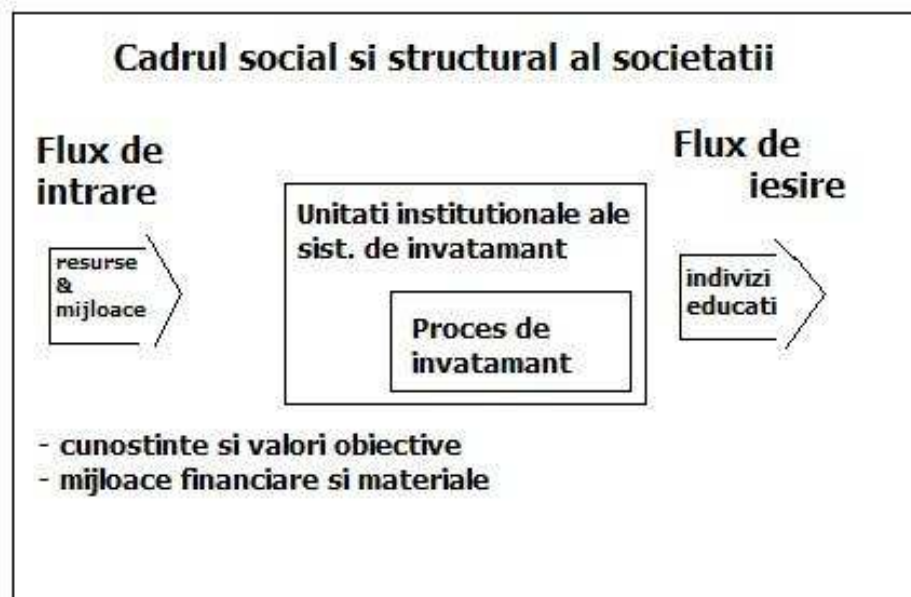 Cadrul social si structural al societatii
Flux de
intrare
resurse
&
mijloace
Unitati institutionale ale
sist. de invatamant
Proces de
invatamant
Flux de
iesire
indivizi
educati
- cunostinte si valori obiective
- mijloace financiare si materiale